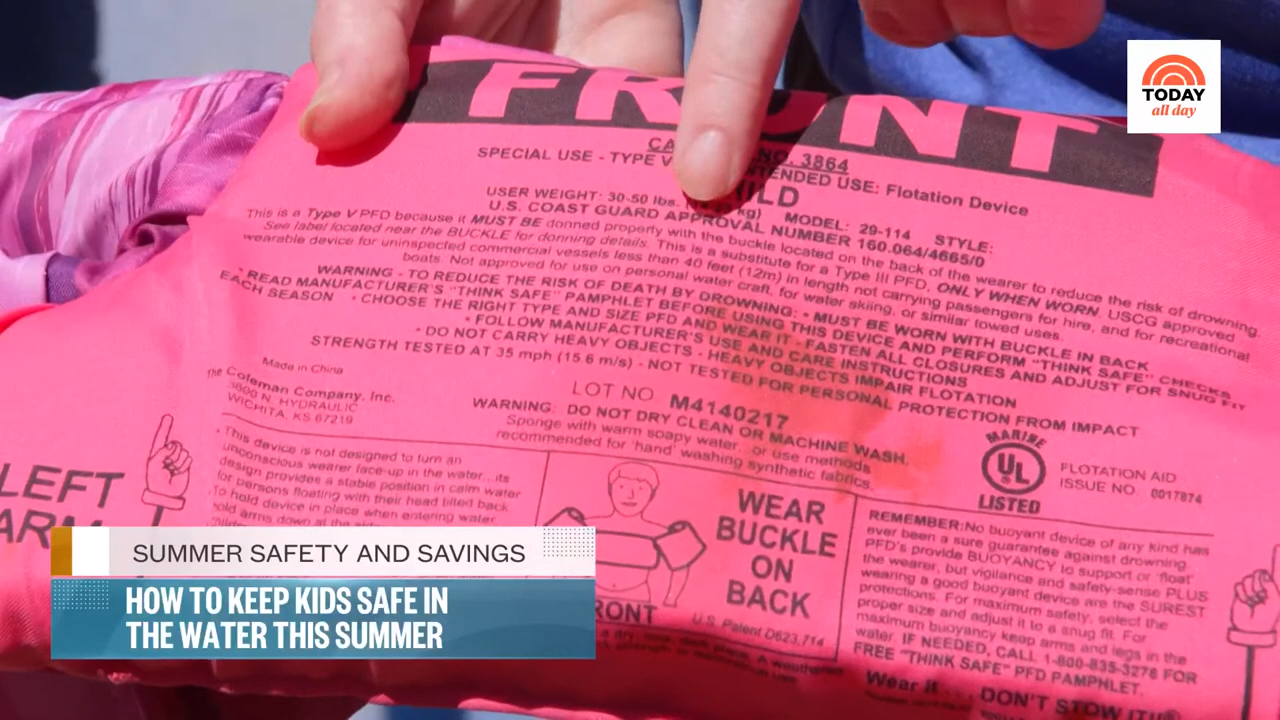 FRONT
TODAY
all day
NO. 3864
SPECIAL USE - TYPE V
INTENDED USE: Flotation Device
USER WEIGHT: 30-50 lbs.
MODEL: 29-114 STYLE:
U.S. COAST GUARD APPROVAL NUMBER 160.064/4665/0
This is a Type V PFD because it MUST BE donned properly with the buckle located on the back of the wearer to reduce the risk of drowning.
See label located near the BUCKLE for donning details. This is a substitute for a Type III PFD, ONLY WHEN WORN. USCG approved
wearable device for uninspected commercial vessels less than 40 feet (12m) in length not carrying passengers for hire, and for recreational
boats. Not approved for use on personal water craft, for water skiing, or similar towed uses.
WARNING - TO REDUCE THE RISK OF DEATH BY DROWNING: • MUST BE WORN WITH BUCKLE IN BACK
• READ MANUFACTURER'S "THINK SAFE" PAMPHLET BEFORE USING THIS DEVICE AND PERFORM "THINK SAFE" CHECKS
EACH SEASON • CHOOSE THE RIGHT TYPE AND SIZE PFD AND WEAR IT - FASTEN ALL CLOSURES AND ADJUST FOR SNUG FIT
• FOLLOW MANUFACTURER'S USE AND CARE INSTRUCTIONS
• DO NOT CARRY HEAVY OBJECTS - HEAVY OBJECTS IMPAIR FLOTATION
STRENGTH TESTED AT 35 mph (15.6 m/s) - NOT TESTED FOR PERSONAL PROTECTION FROM IMPACT
Made in China
The Coleman Company, Inc.
3600 N. HYDRAULIC
WICHITA, KS 67219
LOT NO. M4140217
WARNING: DO NOT DRY CLEAN OR MACHINE WASH.
Sponge with warm soapy water, or use methods
recommended for 'hand' washing synthetic fabrics.
MARINE
UL
LISTED
FLOTATION AID
ISSUE NO. 0017874
LEFT
ARM
• This device is not designed to turn an
unconscious wearer face-up in the water...its
design provides a stable position in calm water
for persons floating with their head tilted back
To hold device in place when entering water
hold arms down at the
WEAR
BUCKLE
ON
BACK
FRONT
U.S. Patent D623,714
REMEMBER: No buoyant device of any kind has
ever been a sure guarantee against drowning.
PFD's provide BUOYANCY to support or 'float'
the wearer, but vigilance and safety-sense PLUS
wearing a good buoyant device are the SUREST
protections. For maximum safety, select the
proper size and adjust it to a snug fit. For
maximum buoyancy keep arms and legs in the
water. IF NEEDED, CALL 1-800-835-3278 FOR
FREE "THINK SAFE" PFD PAMPHLET.
Wear it ... DON'T STOW IT!
SUMMER SAFETY AND SAVINGS
HOW TO KEEP KIDS SAFE IN
THE WATER THIS SUMMER